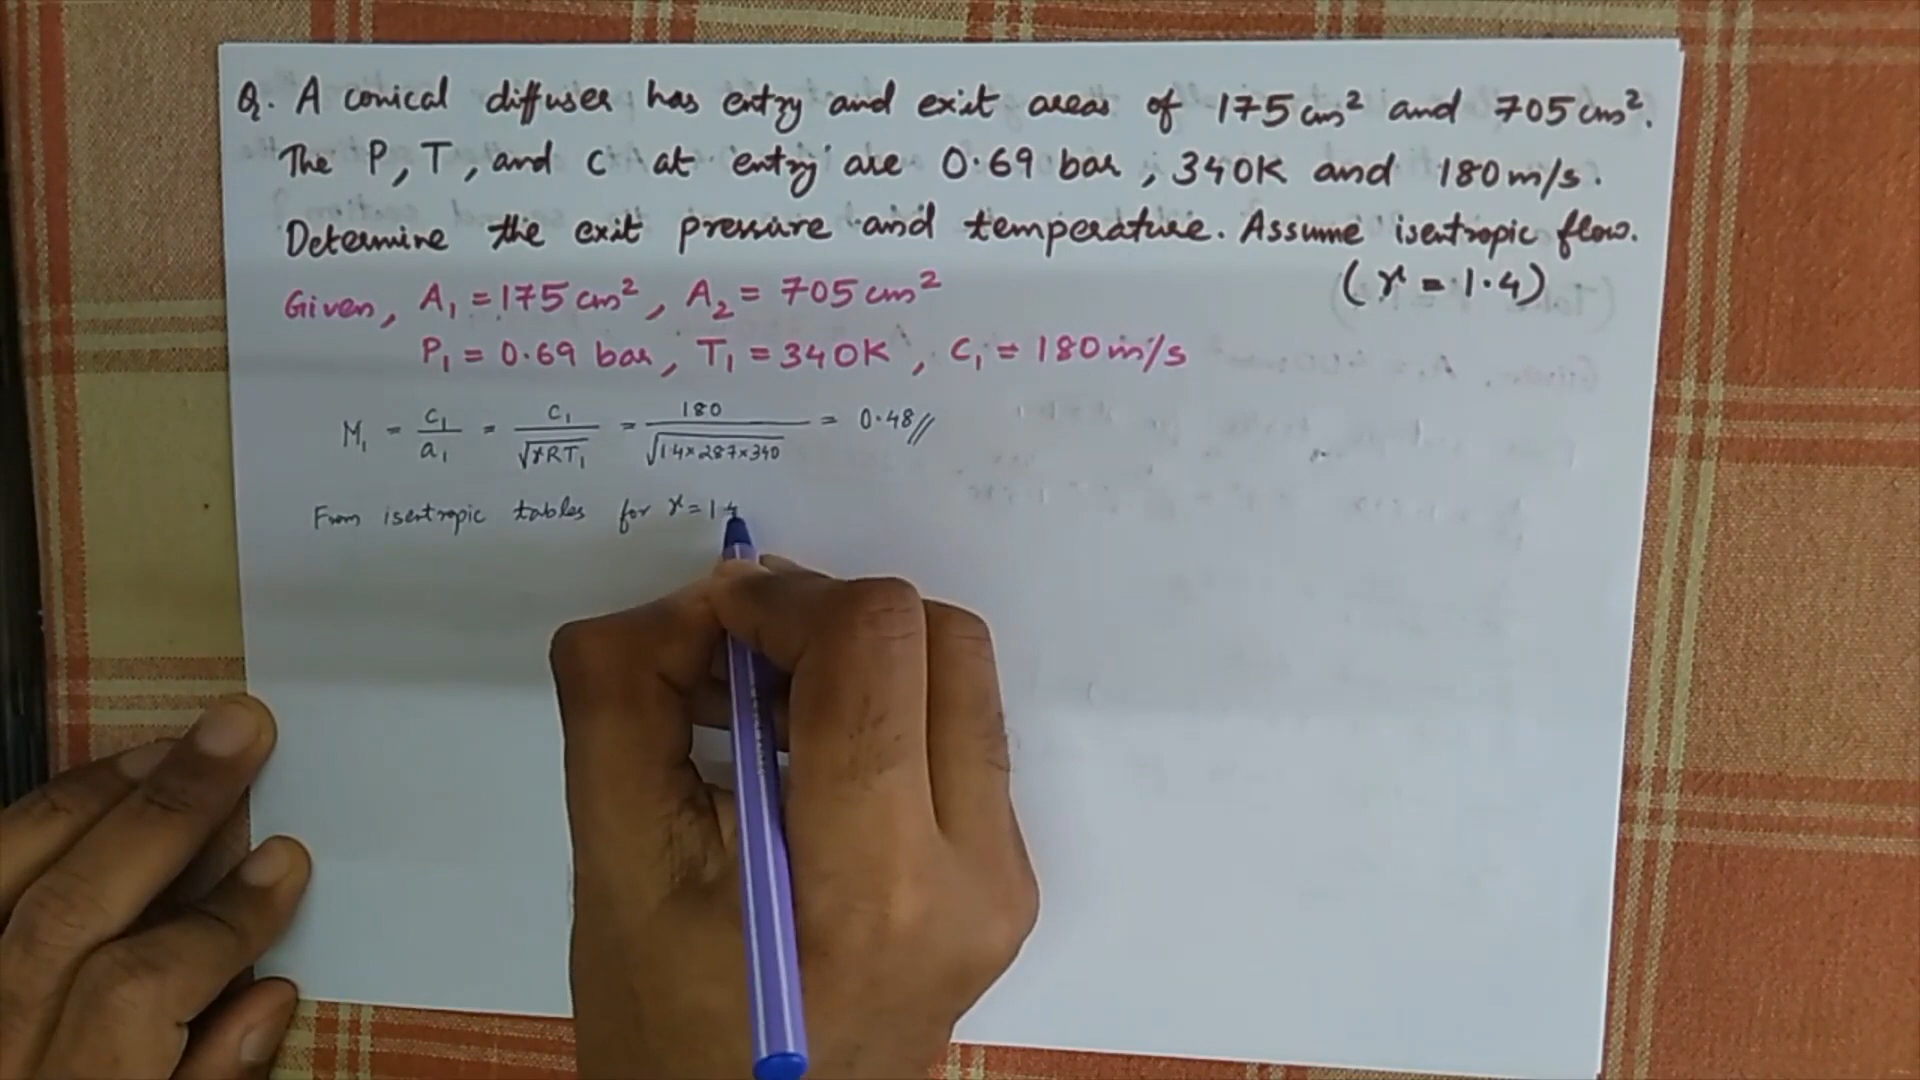 Q. A conical diffuser has entry and exit areas of 175 cm² and 705 cm².
The P, T, and C at entry are 0.69 bar, 340K and 180 m/s.
Determine the exit pressure and temperature. Assume isentropic flow.
(γ = 1.4)
Given, A₁ = 175 cm², A₂ = 705 cm²
P₁ = 0.69 bar, T₁ = 340K, C₁ = 180 m/s
M₁ = C₁/a₁ = C₁/√γRT₁ = 180/√1.4×287×340 = 0.48//
From isentropic tables for γ = 1.4